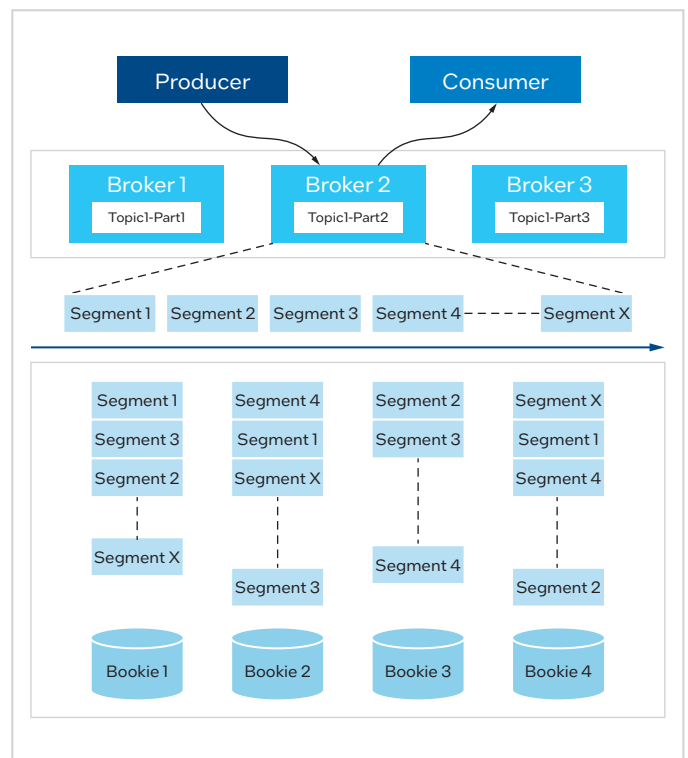 Producer
Consumer
Broker 1
Broker 2
Broker 3
Topic1-Part1
Topic1-Part2
Topic1-Part3
Segment 1
Segment 2
Segment 3
Segment 4
Segment X
Segment 1
Segment 4
Segment 2
Segment X
Segment 3
Segment 1
Segment 3
Segment 1
Segment 2
Segment X
Segment 4
Segment X
Segment 3
Segment 4
Segment 2
Bookie 1
Bookie 2
Bookie 3
Bookie 4